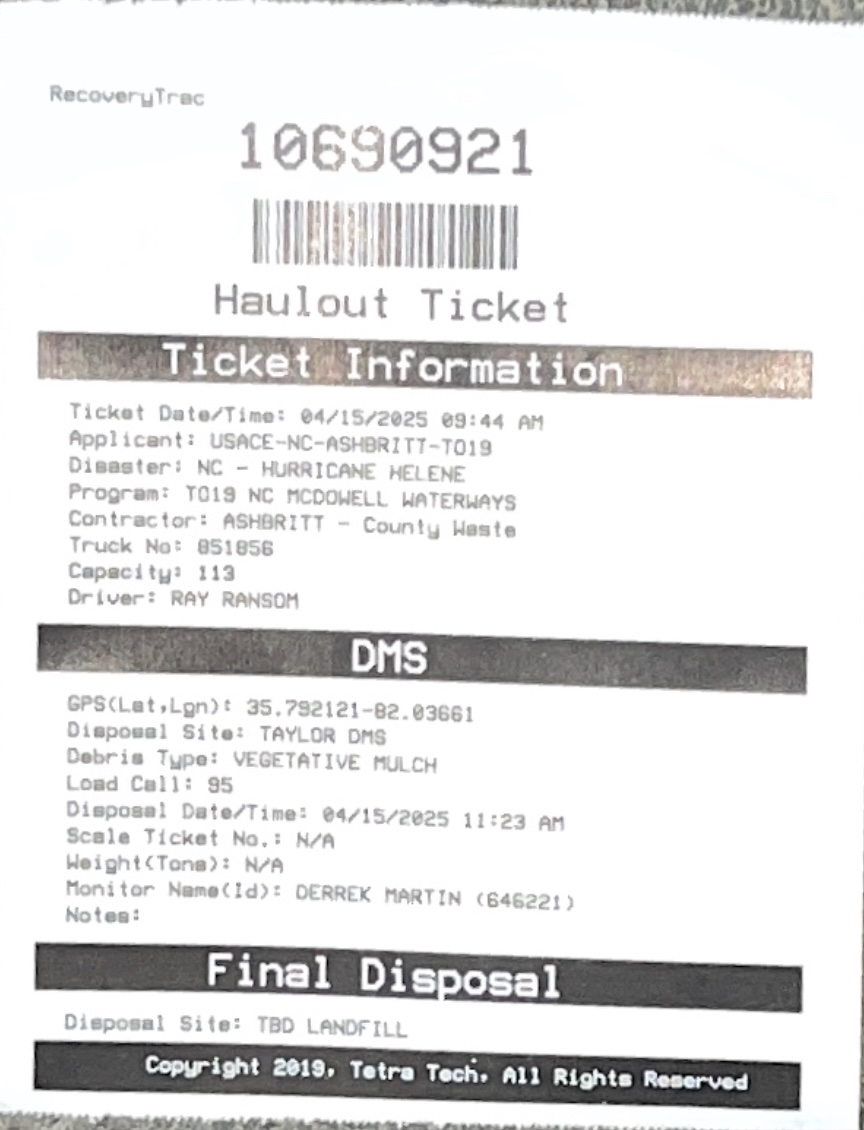 RecoveryTrac
10690921
Haulout Ticket
Ticket Information
Ticket Date/Time: 04/15/2025 09:44 AM
Applicant: USACE-NC-ASHBRITT-TO19
Disaster: NC - HURRICANE HELENE
Program: TO19 NC MCDOWELL WATERWAYS
Contractor: ASHBRITT - County Waste
Truck No: 851856
Capacity: 113
Driver: RAY RANSOM
DMS
GPS(Lat,Lgn): 35.792121-82.03661
Disposal Site: TAYLOR DMS
Debris Type: VEGETATIVE MULCH
Load Call: 95
Disposal Date/Time: 04/15/2025 11:23 AM
Scale Ticket No.: N/A
Weight(Tons): N/A
Monitor Name(Id): DERREK MARTIN (646221)
Notes:
Final Disposal
Disposal Site: TBD LANDFILL
Copyright 2019, Tetra Tech. All Rights Reserved